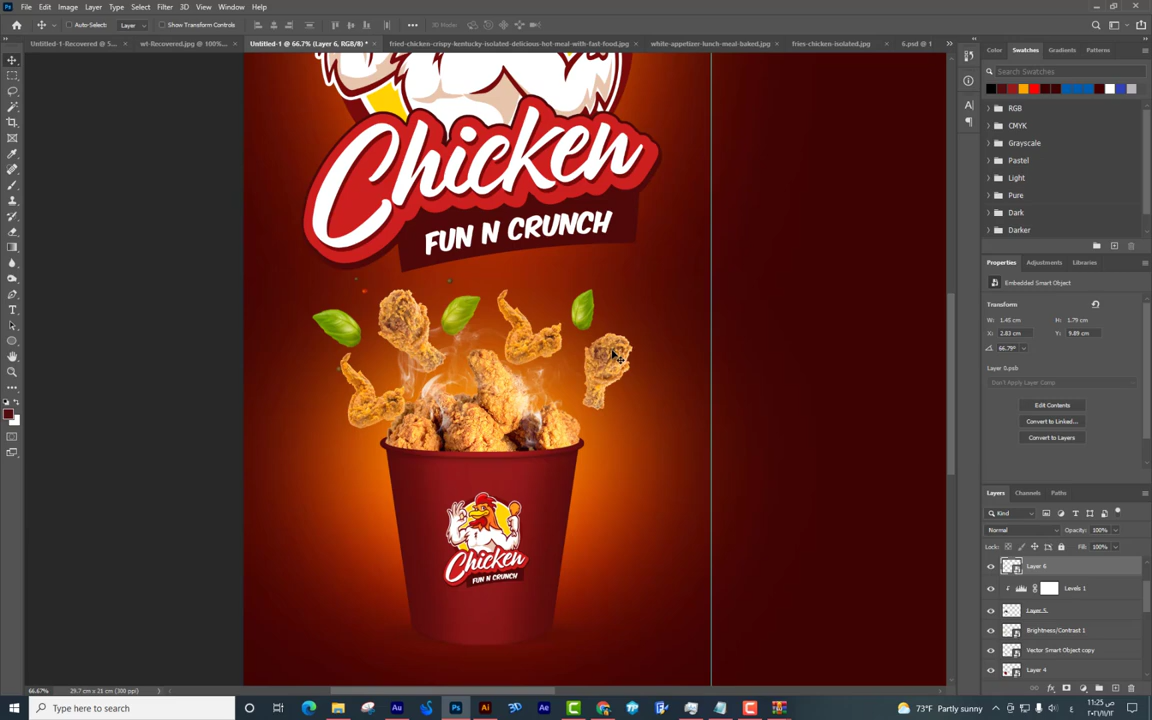 File Edit Image Layer Type Select Filter 3D View Window Help
Auto-Select: Layer Show Transform Controls 3D Mode
Untitled-1-Recovered @ 5... × wt-Recovered.jpg @ 100%... × Untitled-1 @ 66.7% (Layer 6, RGB/8) * × fried-chicken-crispy-kentucky-isolated-delicious-hot-meal-with-fast-food.jpg × white-appetizer-lunch-meal-baked.jpg × fries-chicken-isolated.jpg × 6.psd @ 1
Color Swatches Gradients Patterns
Search Swatches
RGB
CMYK
Grayscale
Pastel
Light
Pure
Dark
Darker
Chicken
FUN N CRUNCH
Chicken
FUN N CRUNCH
Properties Adjustments Libraries
Embedded Smart Object
Transform
W: 1.45 cm H: 1.79 cm
X: 2.83 cm Y: 9.89 cm
66.79°
Layer 8.psb
Don't Apply Layer Comp
Edit Contents
Convert to Linked...
Convert to Layers
Layers Channels Paths
Kind
Normal Opacity: 100%
Lock: Fill: 100%
Layer 6
Levels 1
Layer 5
Brightness/Contrast 1
Vector Smart Object copy
Layer 4
66.67% 29.7 cm x 21 cm (300 ppi)
Type here to search
73°F Partly sunny
ع
11:25 ص